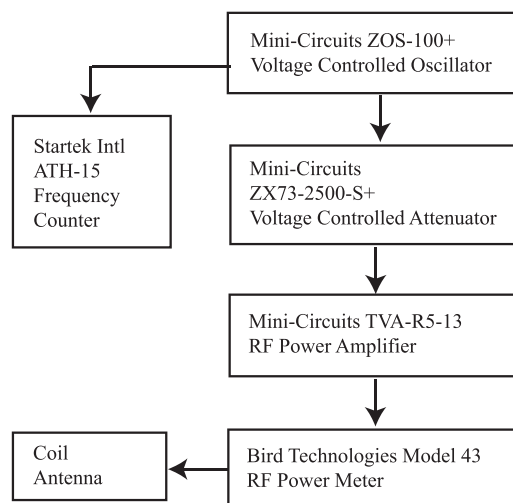 Mini-Circuits ZOS-100+
Voltage Controlled Oscillator
Startek Intl
ATH-15
Frequency
Counter
Mini-Circuits
ZX73-2500-S+
Voltage Controlled Attenuator
Mini-Circuits TVA-R5-13
RF Power Amplifier
Coil
Antenna
Bird Technologies Model 43
RF Power Meter